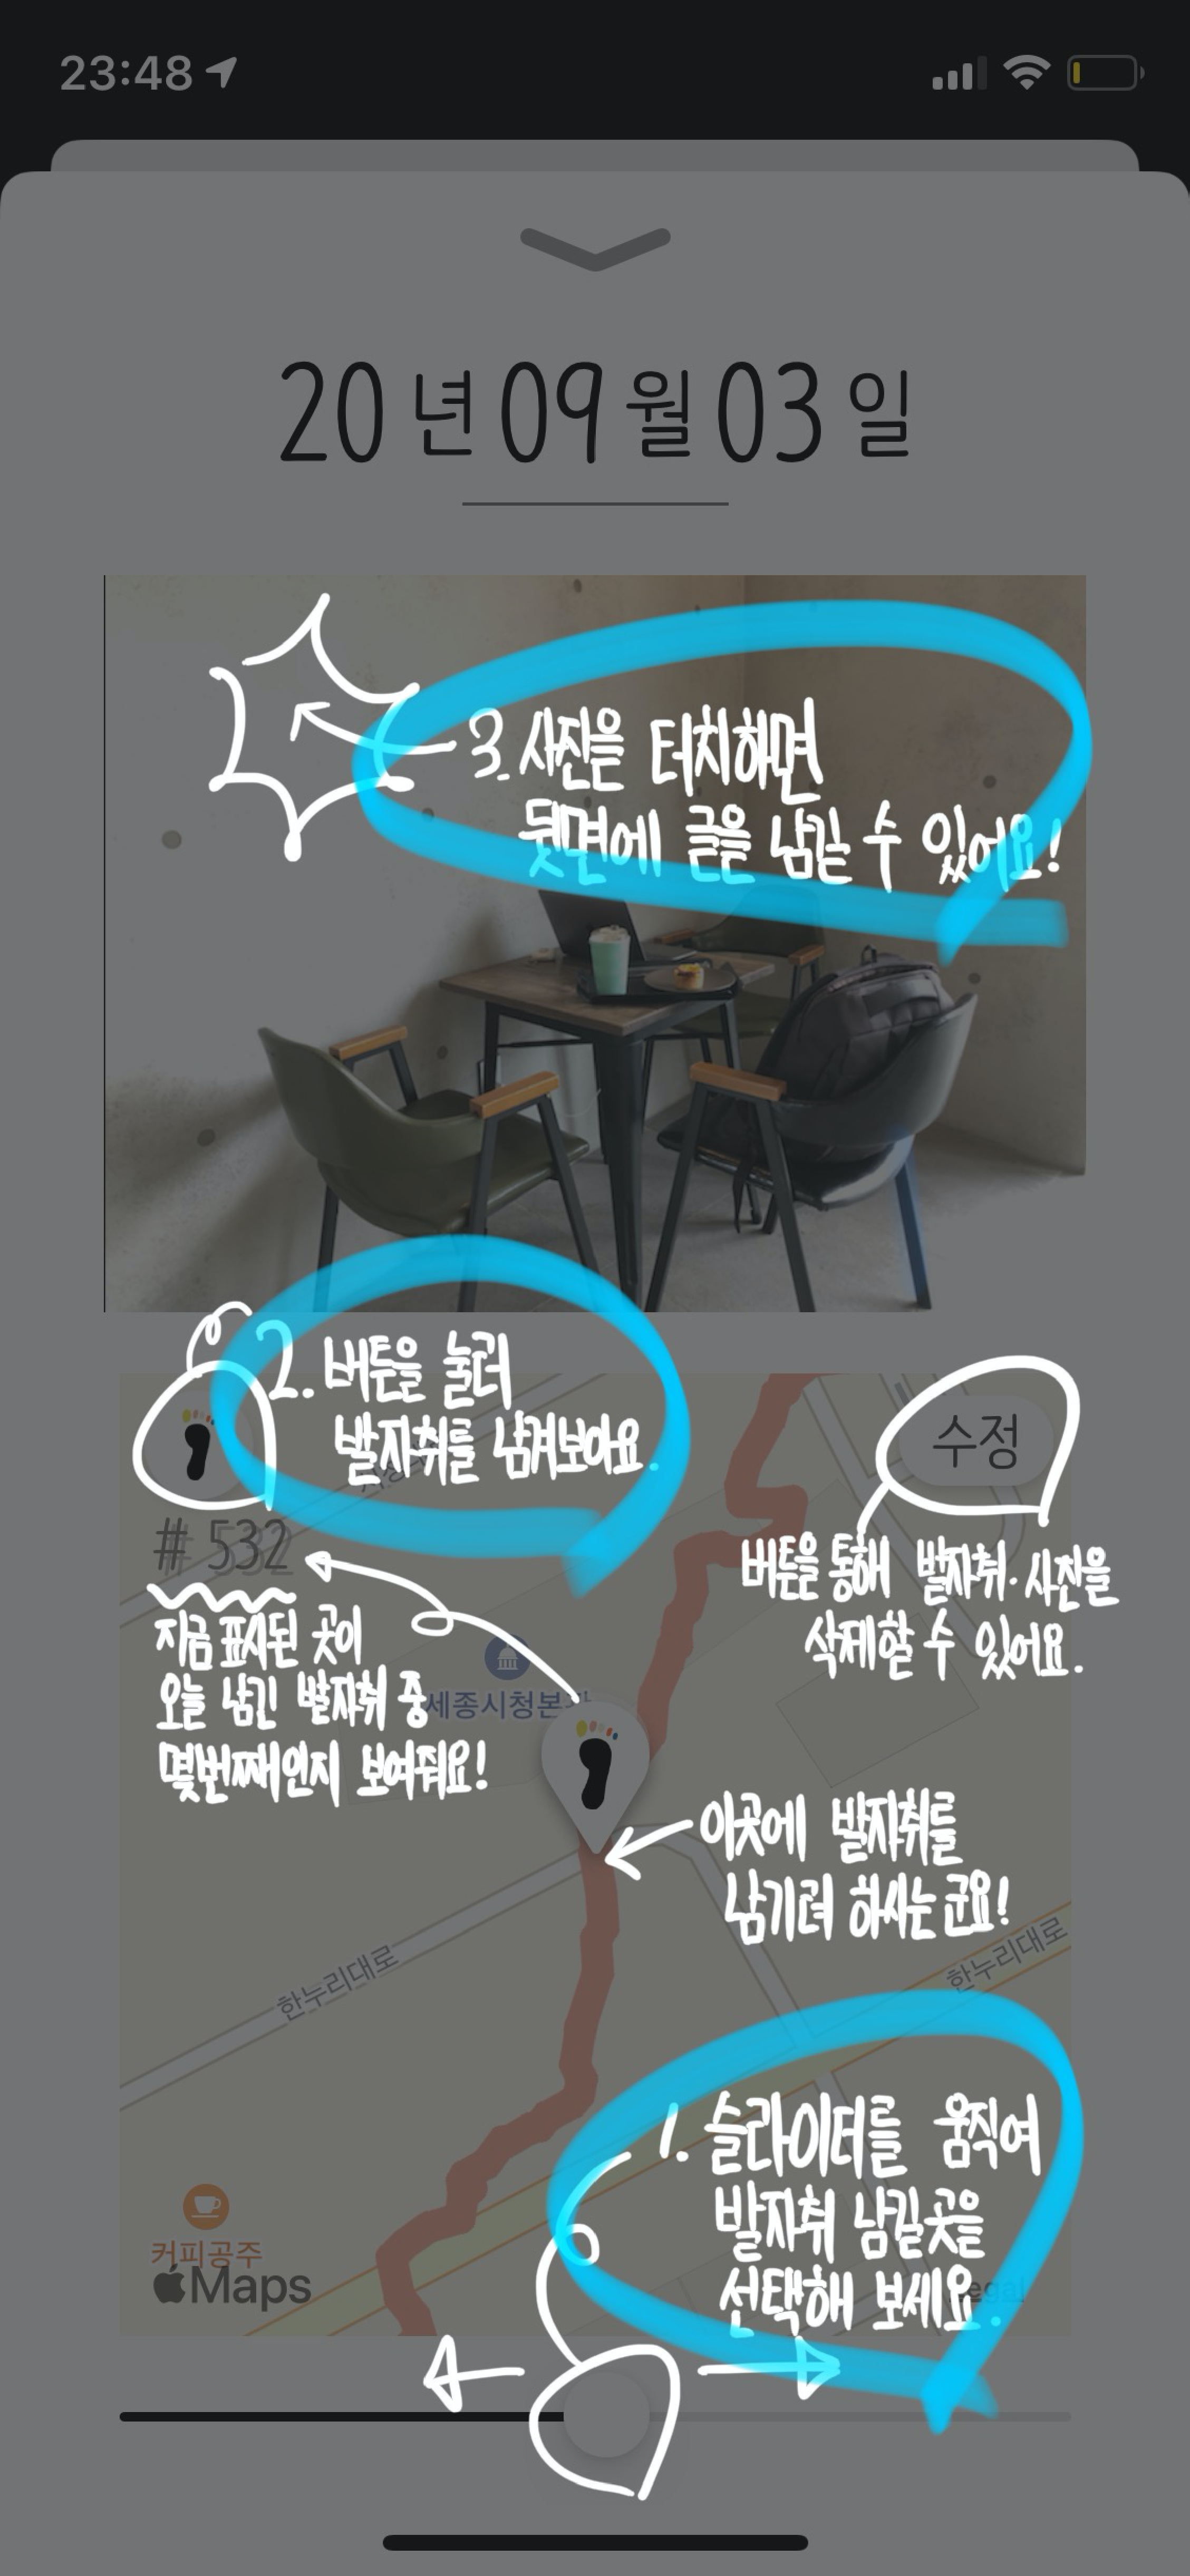 23:48
20 년 09 월 03 일
3. 사진을 터치하면
뒷면에 글을 남길 수 있어요!
2. 버튼을 눌러
발자취를 남겨보아요.
수정
# 532
버튼을 통해 발자취·사진을
삭제할 수 있어요.
지금 표시된 곳이
오늘 남긴 발자취 중
몇번째인지 보여줘요!
세종시청본
이곳에 발자취를
남기려 하시는군요!
한누리대로
한누리대로
1. 슬라이더를 움직여
발자취 남길곳을
선택해 보세요.
커피공주
Maps
Legal